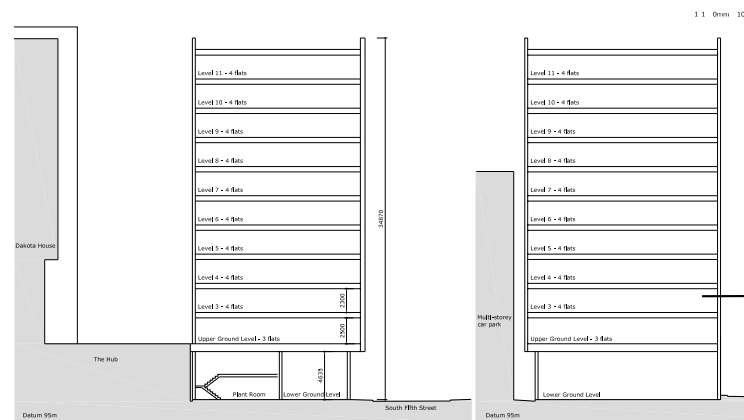 1 1 0mm 10
Level 11 - 4 flats
Level 10 - 4 flats
Level 9 - 4 flats
Level 8 - 4 flats
Level 7 - 4 flats
Level 6 - 4 flats
Level 5 - 4 flats
Level 4 - 4 flats
Level 3 - 4 flats
Upper Ground Level - 3 flats
Plant Room
Lower Ground Level
34870
2300
2500
4635
Dakota House
The Hub
Datum 95m
South Fifth Street
Level 11 - 4 flats
Level 10 - 4 flats
Level 9 - 4 flats
Level 8 - 4 flats
Level 7 - 4 flats
Level 6 - 4 flats
Level 5 - 4 flats
Level 4 - 4 flats
Level 3 - 4 flats
Upper Ground Level - 3 flats
Lower Ground Level
Multi-storey
car park
Datum 95m